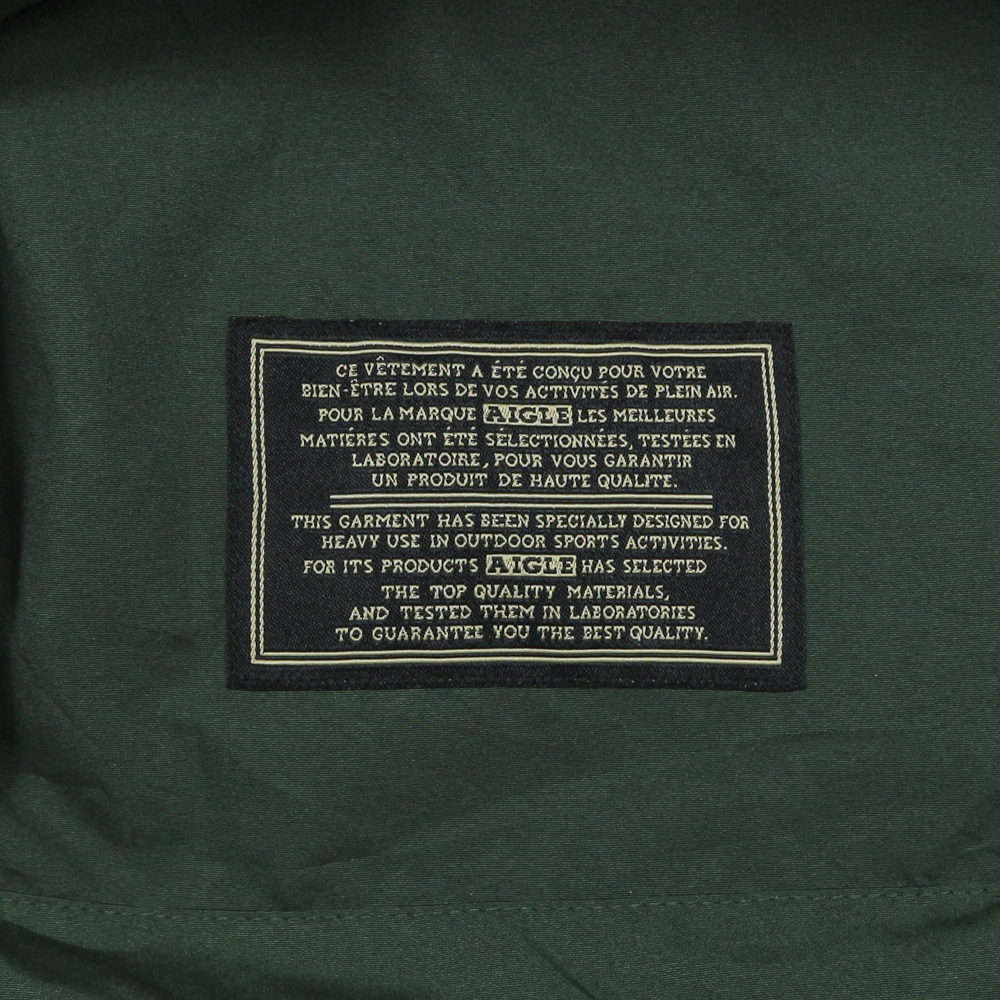 CE VÊTEMENT A ÉTÉ CONÇU POUR VOTRE
BIEN-ÊTRE LORS DE VOS ACTIVITÉS DE PLEIN AIR.
POUR LA MARQUE AIGLE LES MEILLEURES
MATIÉRES ONT ÉTÉ SÉLECTIONNÉES, TESTÉES EN
LABORATOIRE, POUR VOUS GARANTIR
UN PRODUIT DE HAUTE QUALITE.
THIS GARMENT HAS BEEN SPECIALLY DESIGNED FOR
HEAVY USE IN OUTDOOR SPORTS ACTIVITIES.
FOR ITS PRODUCTS AIGLE HAS SELECTED
THE TOP QUALITY MATERIALS,
AND TESTED THEM IN LABORATORIES
TO GUARANTEE YOU THE BEST QUALITY.